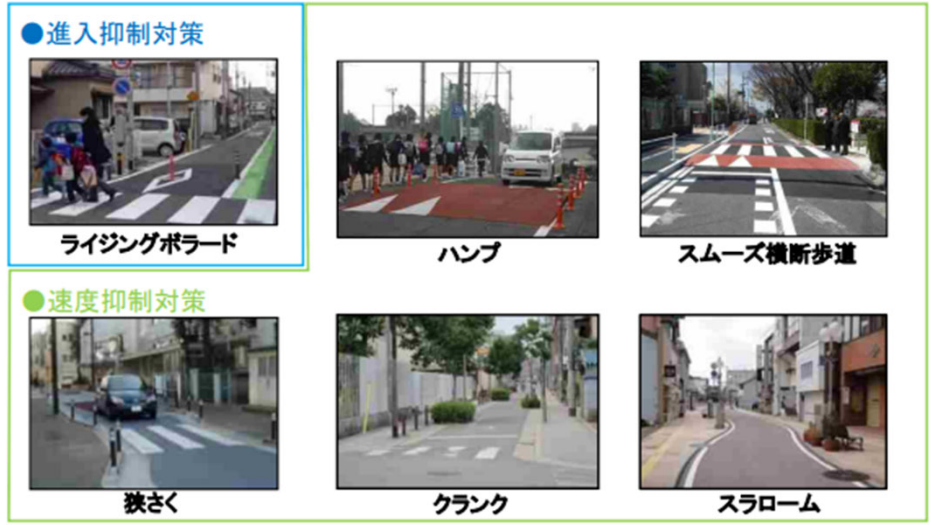 ●進入抑制対策
ライジングボラード
ハンプ
スムーズ横断歩道
●速度抑制対策
狭さく
クランク
スラローム